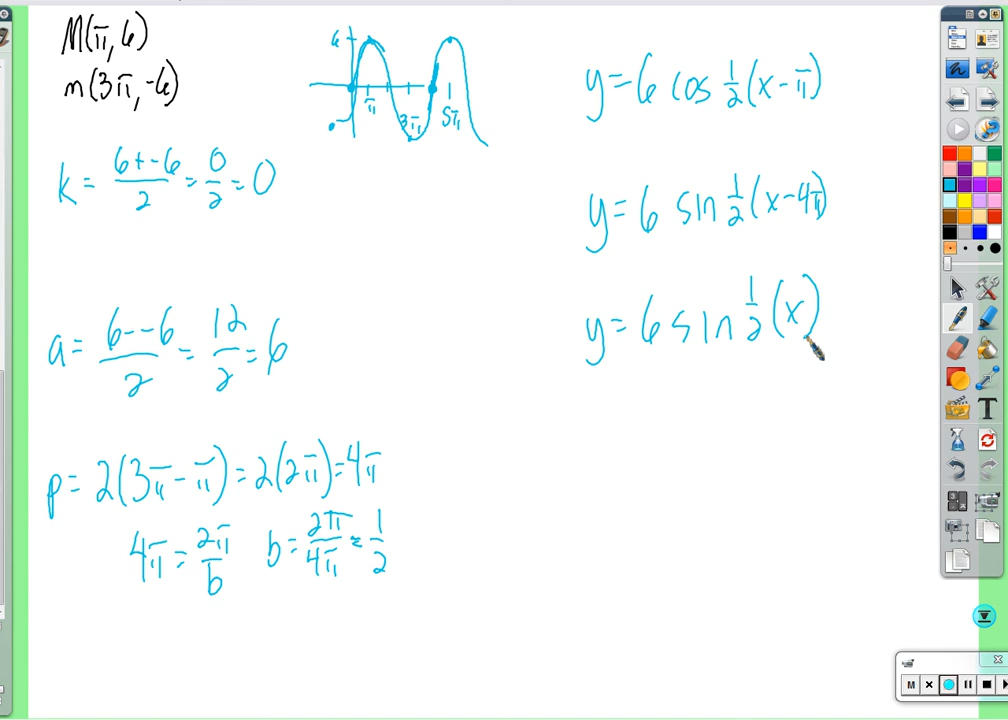 M(π, 6)
m(3π, -6)
6
π
3π
5π
k = (6 + -6)/2 = 0/2 = 0
a = (6 - -6)/2 = 12/2 = 6
p = 2(3π - π) = 2(2π) = 4π
4π = 2π/b b = 2π/4π = 1/2
y = 6 cos 1/2 (x - π)
y = 6 sin 1/2 (x - 4π)
y = 6 sin 1/2 (x)
T
M